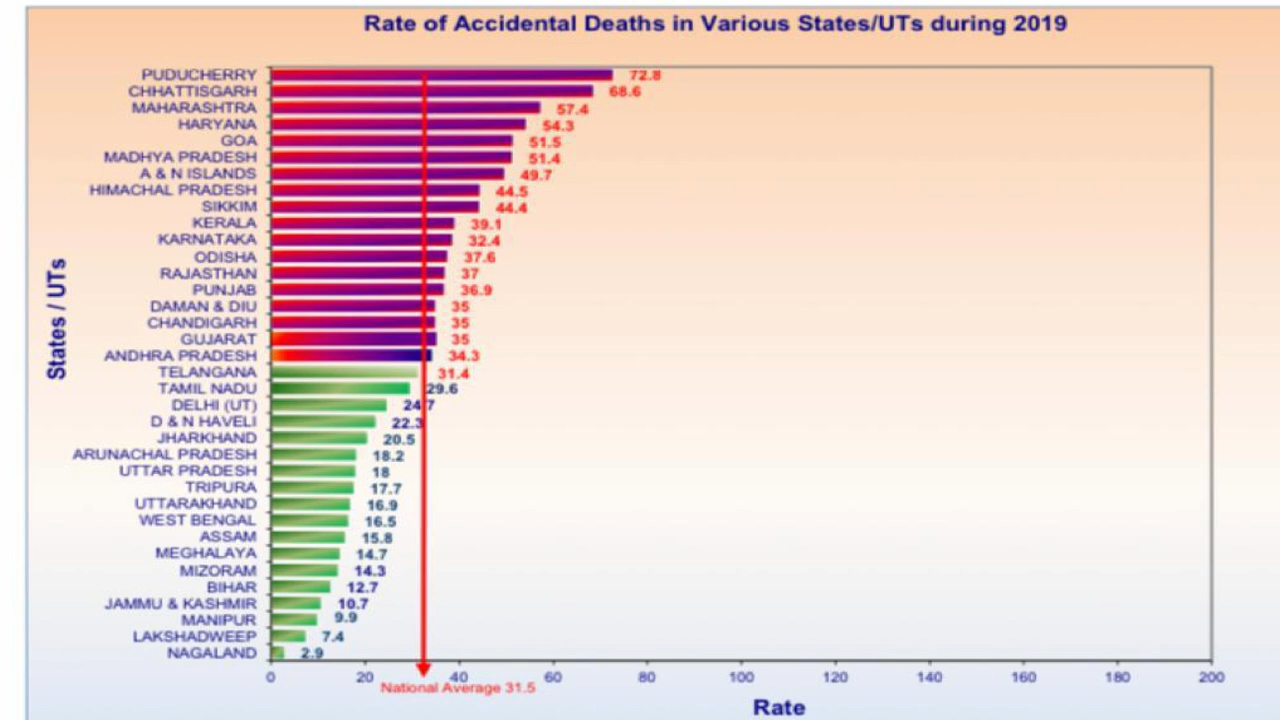 Rate of Accidental Deaths in Various States/UTs during 2019
PUDUCHERRY 72.8
CHHATTISGARH 68.6
MAHARASHTRA 57.4
HARYANA 54.3
GOA 51.5
MADHYA PRADESH 51.4
A & N ISLANDS 49.7
HIMACHAL PRADESH 44.5
SIKKIM 44.4
KERALA 39.1
KARNATAKA 32.4
ODISHA 37.6
RAJASTHAN 37
PUNJAB 36.9
DAMAN & DIU 35
CHANDIGARH 35
GUJARAT 35
ANDHRA PRADESH 34.3
TELANGANA 31.4
TAMIL NADU 29.6
DELHI (UT) 24.7
D & N HAVELI 22.3
JHARKHAND 20.5
ARUNACHAL PRADESH 18.2
UTTAR PRADESH 18
TRIPURA 17.7
UTTARAKHAND 16.9
WEST BENGAL 16.5
ASSAM 15.8
MEGHALAYA 14.7
MIZORAM 14.3
BIHAR 12.7
JAMMU & KASHMIR 10.7
MANIPUR 9.9
LAKSHADWEEP 7.4
NAGALAND 2.9
States / UTs
0 20 40 60 80 100 120 140 160 180 200
National Average 31.5
Rate